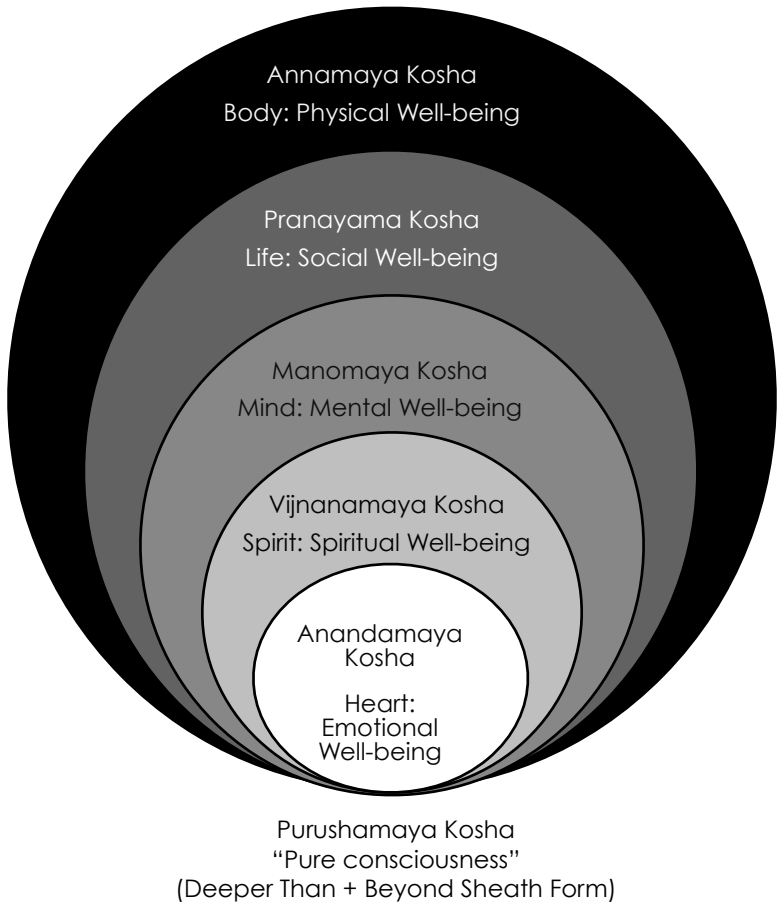 Annamaya Kosha
Body: Physical Well-being
Pranayama Kosha
Life: Social Well-being
Manomaya Kosha
Mind: Mental Well-being
Vijnanamaya Kosha
Spirit: Spiritual Well-being
Anandamaya
Kosha
Heart:
Emotional
Well-being
Purushamaya Kosha
“Pure consciousness”
(Deeper Than + Beyond Sheath Form)